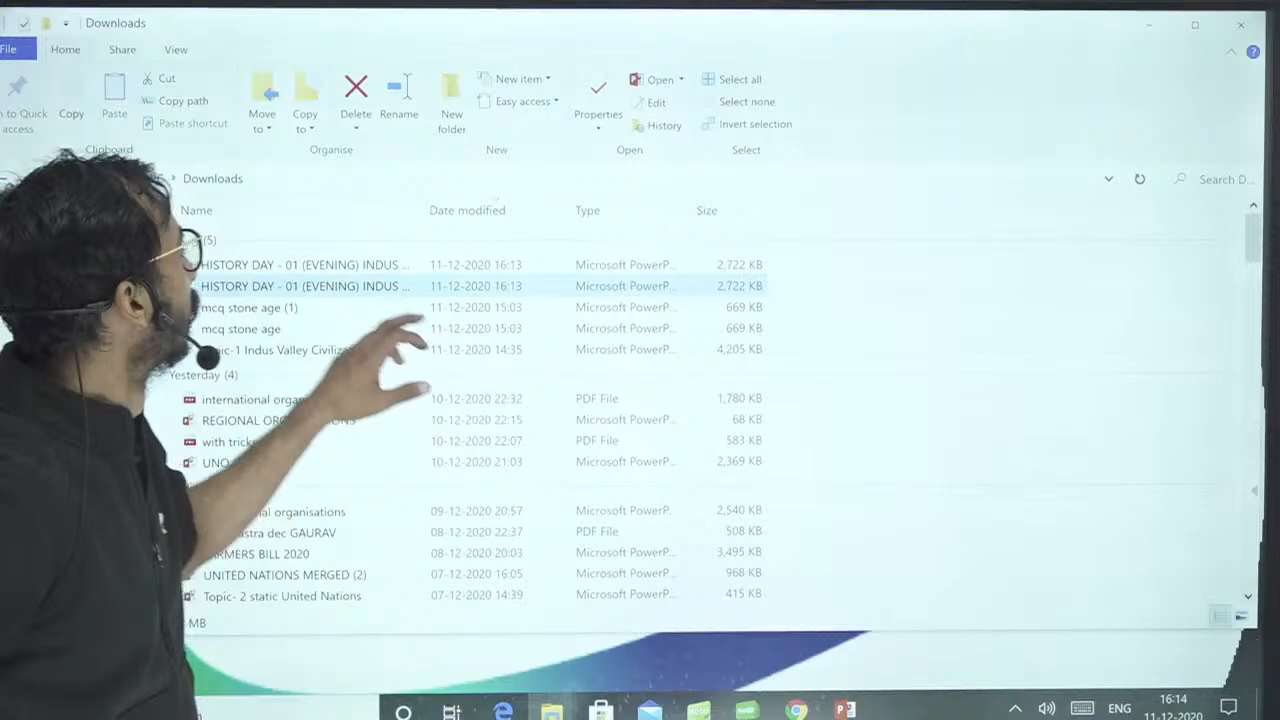 Downloads
File Home Share View
Cut
Copy path
Paste shortcut
to Quick access
Copy
Paste
Move to
Copy to
Delete
Rename
New folder
New item
Easy access
Properties
Open
Edit
History
Select all
Select none
Invert selection
Clipboard Organise New Open Select
Downloads Search D...
Name Date modified Type Size
(5)
HISTORY DAY - 01 (EVENING) INDUS ... 11-12-2020 16:13 Microsoft PowerP... 2,722 KB
HISTORY DAY - 01 (EVENING) INDUS ... 11-12-2020 16:13 Microsoft PowerP... 2,722 KB
mcq stone age (1) 11-12-2020 15:03 Microsoft PowerP... 669 KB
mcq stone age 11-12-2020 15:03 Microsoft PowerP... 669 KB
-1 Indus Valley 11-12-2020 14:35 Microsoft PowerP... 4,205 KB
Yesterday (4)
international 10-12-2020 22:32 PDF File 1,780 KB
REGIONAL 10-12-2020 22:15 Microsoft PowerP... 68 KB
with 10-12-2020 22:07 PDF File 583 KB
UNO 10-12-2020 21:03 Microsoft PowerP... 2,369 KB
organisations 09-12-2020 20:57 Microsoft PowerP... 2,540 KB
dec GAURAV 08-12-2020 22:37 PDF File 508 KB
BILL 2020 08-12-2020 20:03 Microsoft PowerP... 3,495 KB
UNITED NATIONS MERGED (2) 07-12-2020 16:05 Microsoft PowerP... 968 KB
Topic- 2 static United Nations 07-12-2020 14:39 Microsoft PowerP... 415 KB
MB
ENG 16:14
11-12-2020